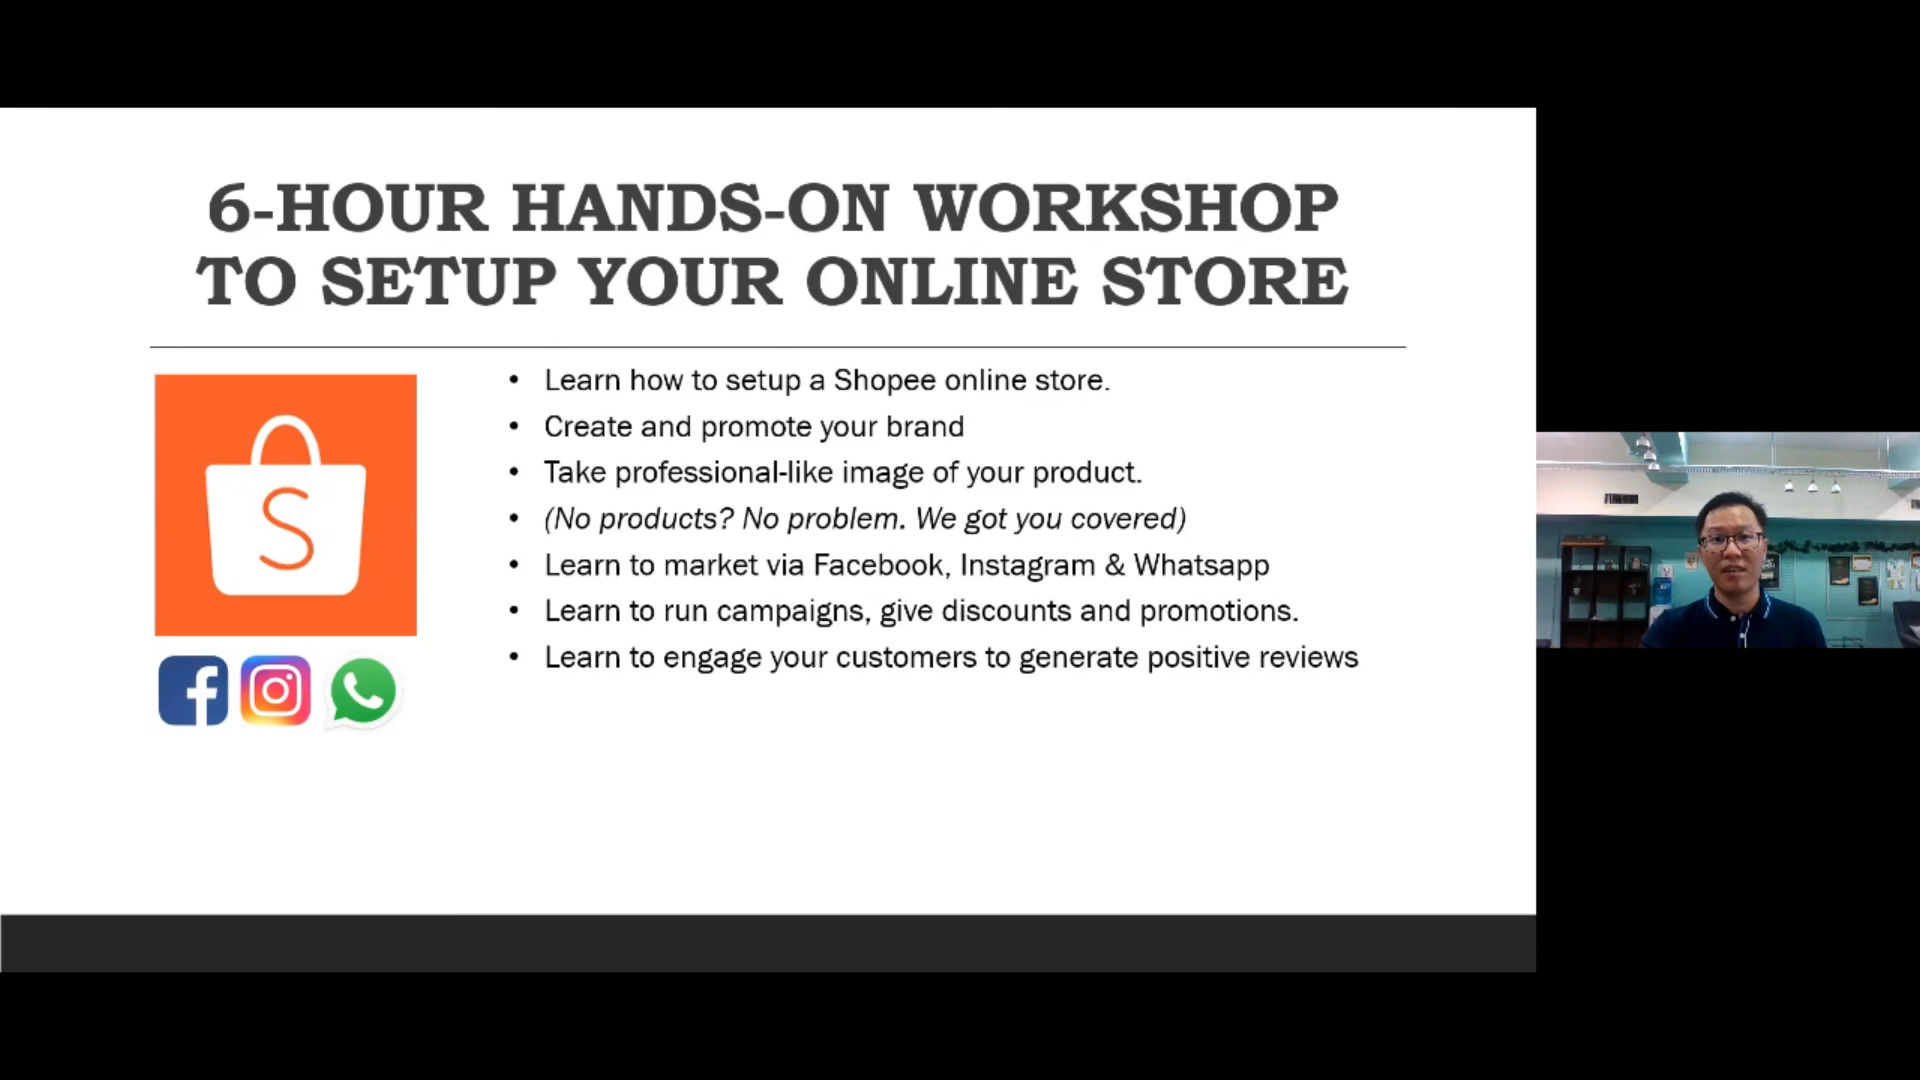 6-HOUR HANDS-ON WORKSHOP
TO SETUP YOUR ONLINE STORE
• Learn how to setup a Shopee online store.
• Create and promote your brand
• Take professional-like image of your product.
• (No products? No problem. We got you covered)
• Learn to market via Facebook, Instagram & Whatsapp
• Learn to run campaigns, give discounts and promotions.
• Learn to engage your customers to generate positive reviews
S
f